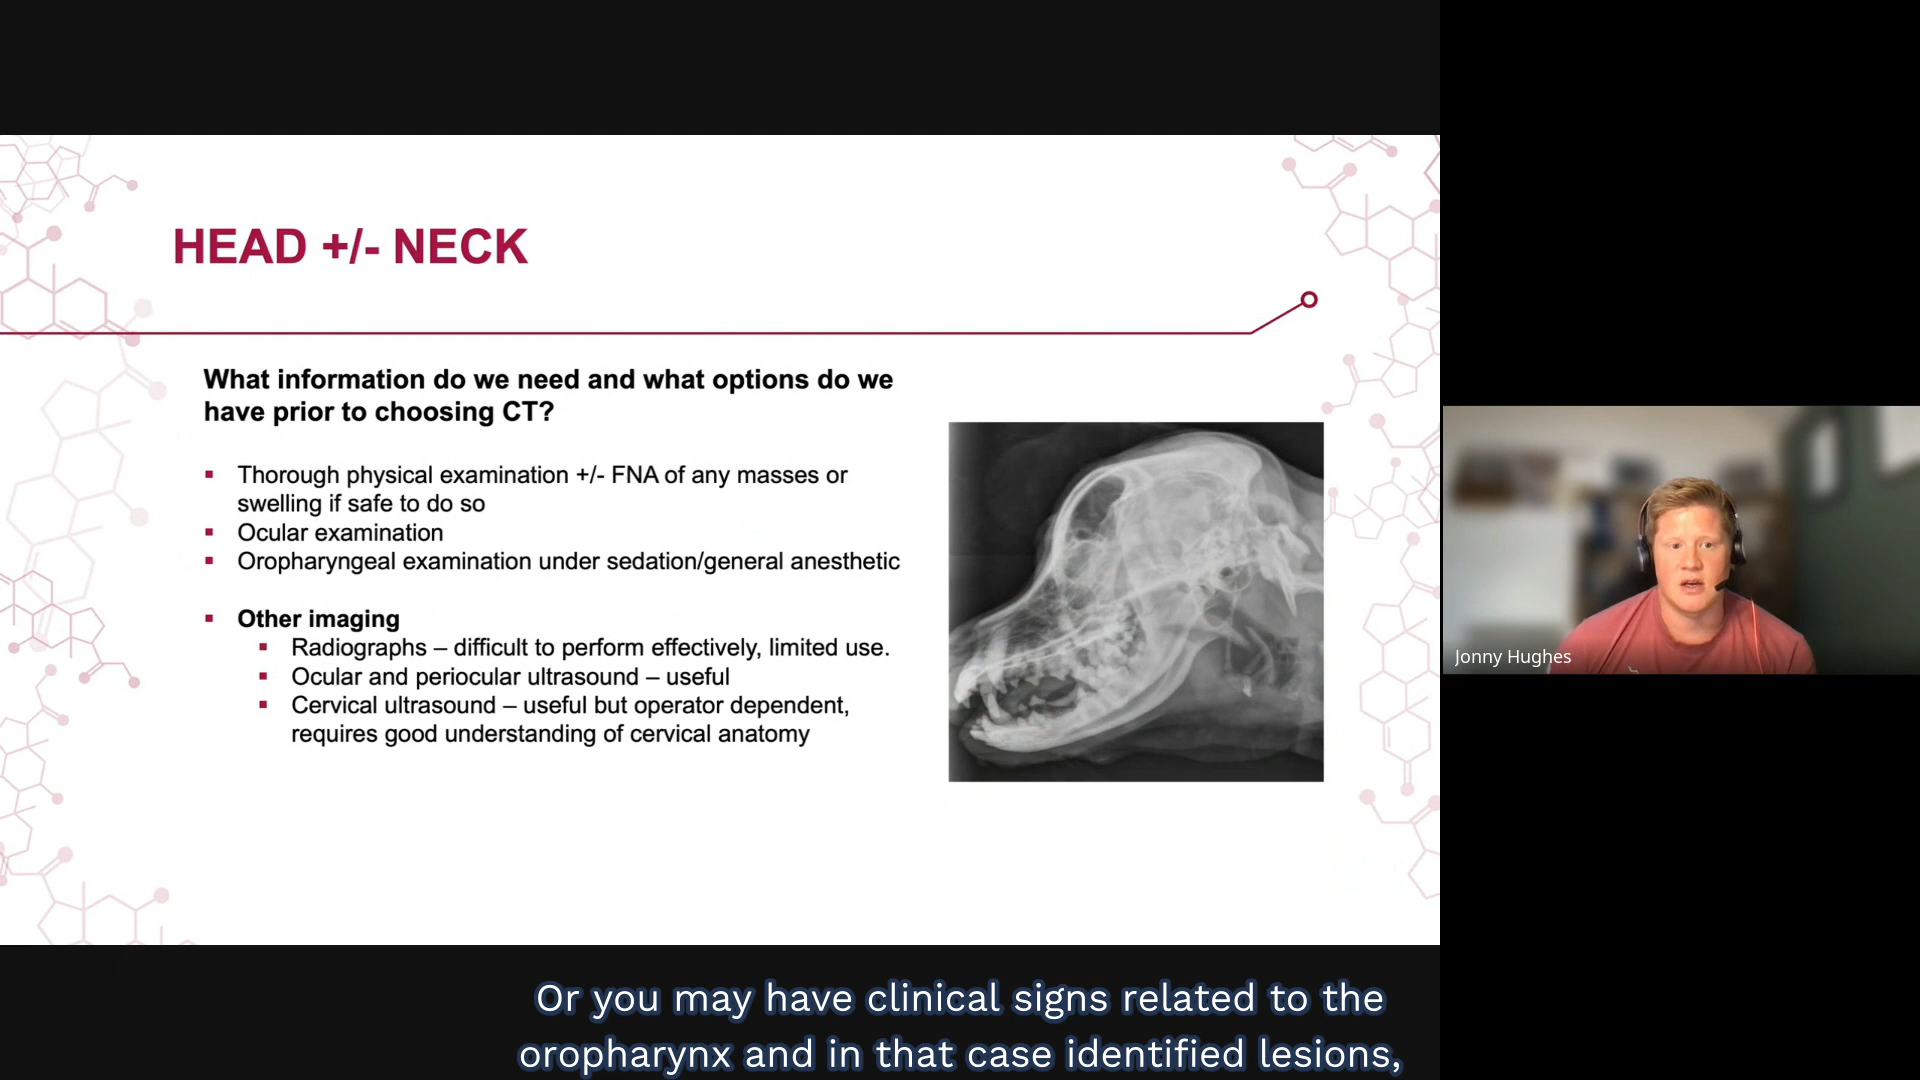 HEAD +/- NECK
What information do we need and what options do we
have prior to choosing CT?
▪ Thorough physical examination +/- FNA of any masses or
swelling if safe to do so
▪ Ocular examination
▪ Oropharyngeal examination under sedation/general anesthetic
▪ Other imaging
▪ Radiographs – difficult to perform effectively, limited use.
▪ Ocular and periocular ultrasound – useful
▪ Cervical ultrasound – useful but operator dependent,
requires good understanding of cervical anatomy
Jonny Hughes
Or you may have clinical signs related to the
oropharynx and in that case identified lesions,